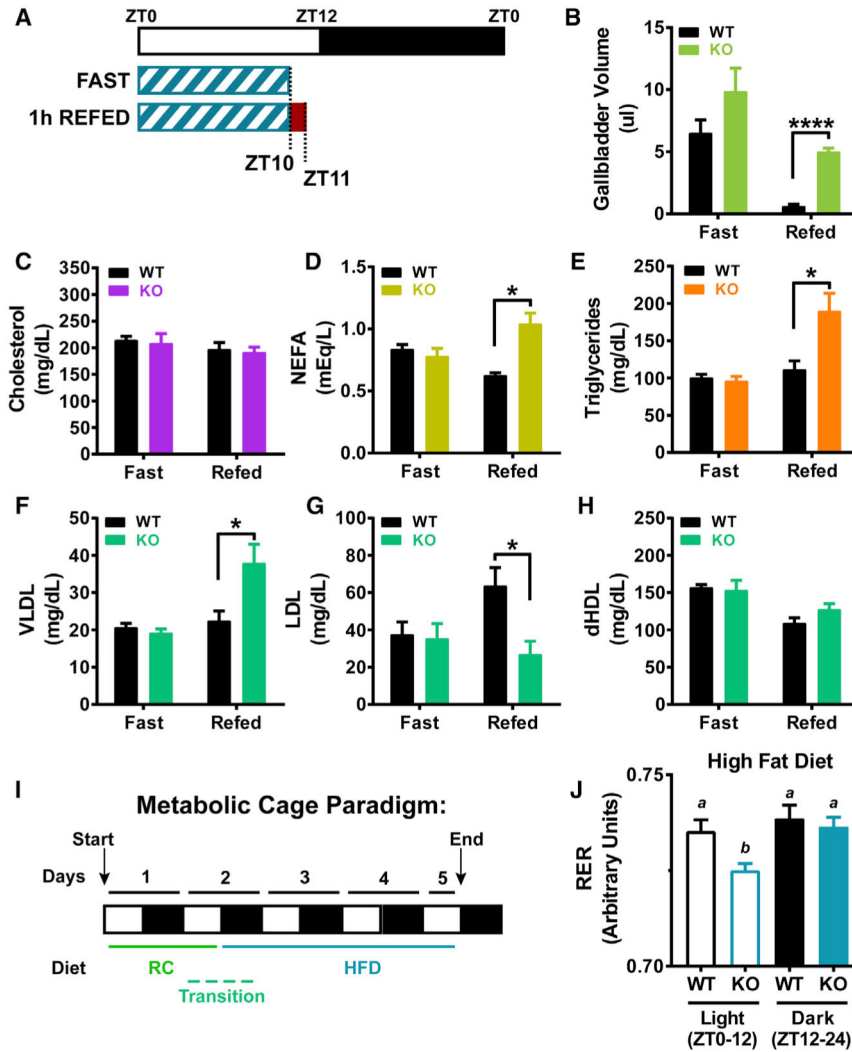 A
ZT0 ZT12 ZT0
FAST
1h REFED
ZT10
ZT11
B
WT
KO
Gallbladder Volume
(ul)
15
10
5
0
****
Fast Refed
C
WT
KO
Cholesterol
(mg/dL)
350
300
250
200
150
100
50
0
Fast Refed
D
WT
KO
NEFA
(mEq/L)
1.5
1.0
0.5
0.0
*
Fast Refed
E
WT
KO
Triglycerides
(mg/dL)
250
200
150
100
50
0
*
Fast Refed
F
WT
KO
VLDL
(mg/dL)
50
40
30
20
10
0
*
Fast Refed
G
WT
KO
LDL
(mg/dL)
100
80
60
40
20
0
*
Fast Refed
H
WT
KO
dHDL
(mg/dL)
250
200
150
100
50
0
Fast Refed
I
Metabolic Cage Paradigm:
Start End
Days 1 2 3 4 5
Diet RC HFD
Transition
J
High Fat Diet
RER
(Arbitrary Units)
0.75
0.70
a b a a
WT KO WT KO
Light Dark
(ZT0-12) (ZT12-24)